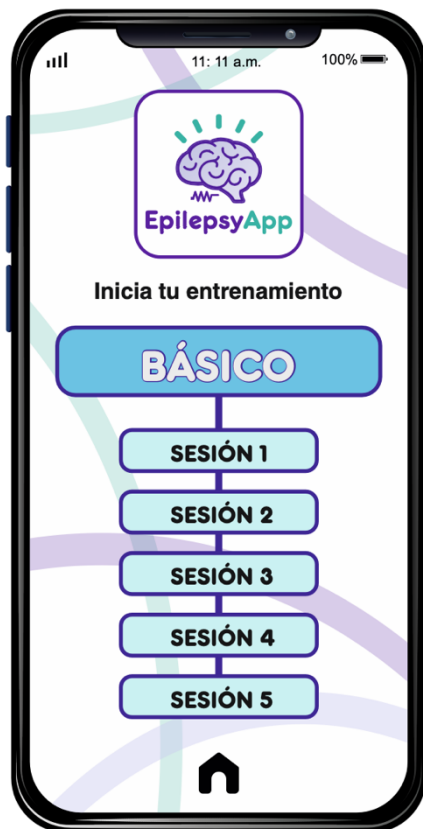 11: 11 a.m. 100%
EpilepsyApp
Inicia tu entrenamiento
BÁSICO
SESIÓN 1
SESIÓN 2
SESIÓN 3
SESIÓN 4
SESIÓN 5